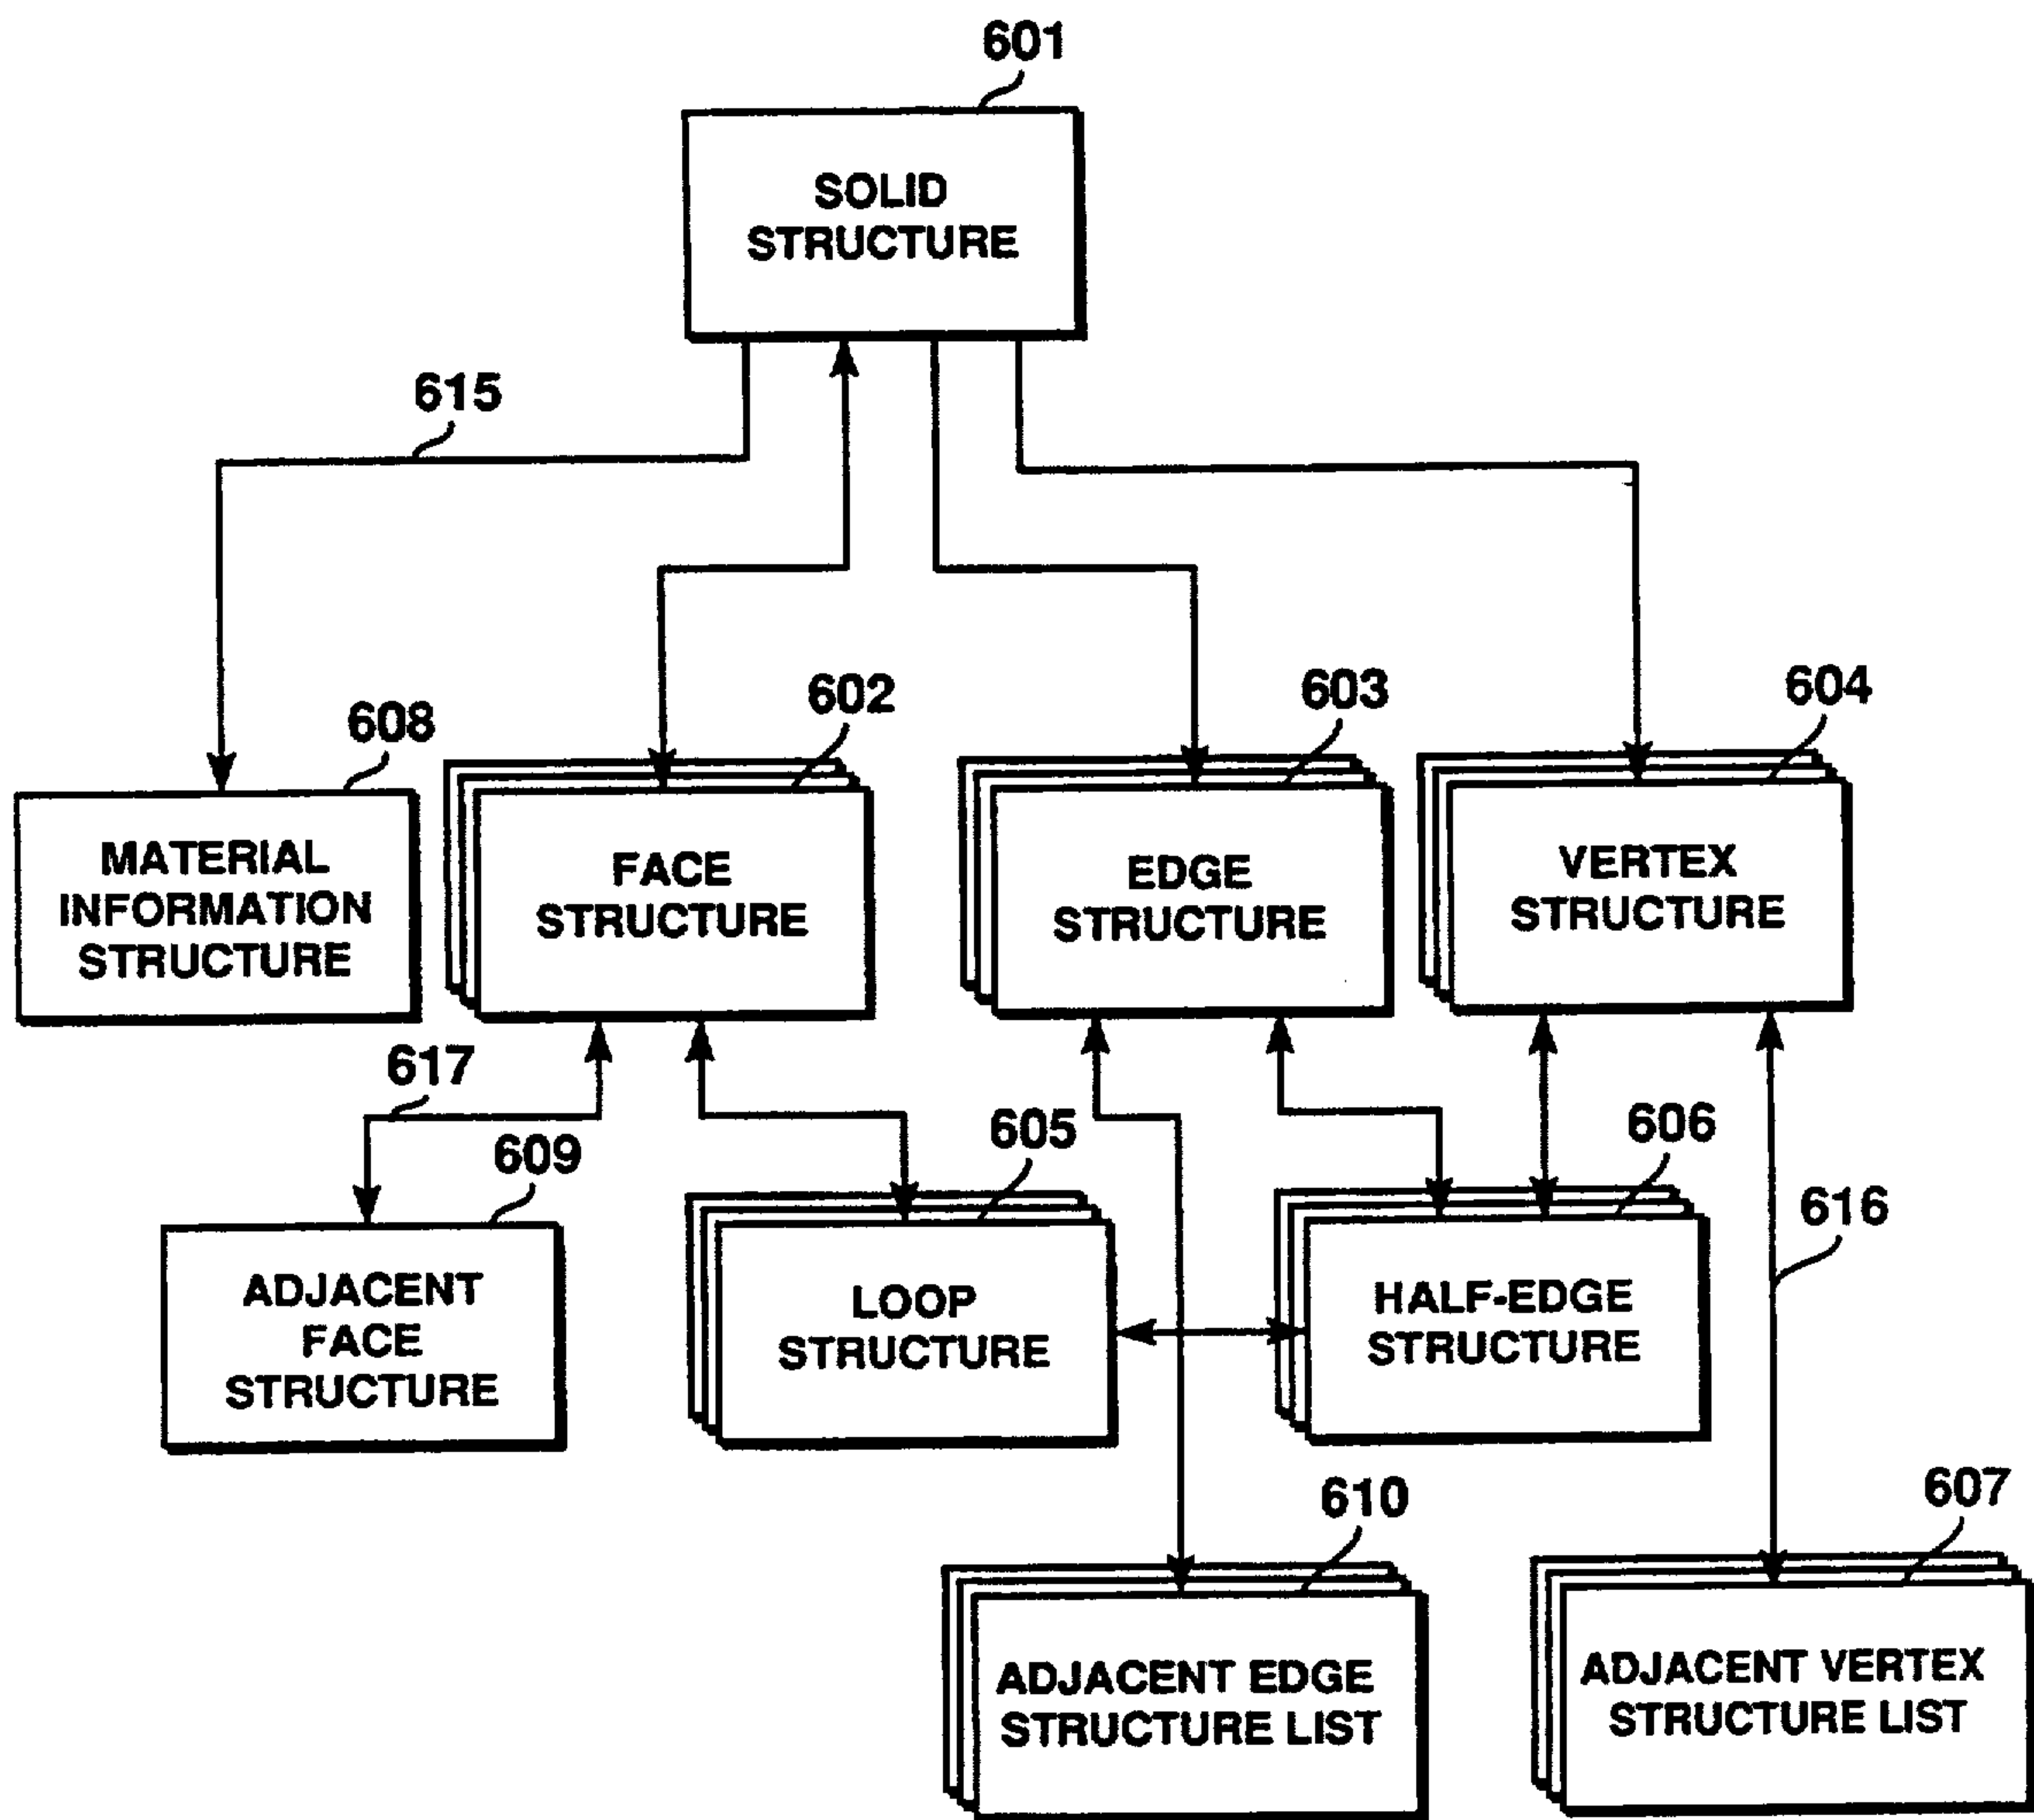 601
SOLID
STRUCTURE
615
608
602
603
604
MATERIAL
INFORMATION
STRUCTURE
FACE
STRUCTURE
EDGE
STRUCTURE
VERTEX
STRUCTURE
617
609
605
606
616
ADJACENT
FACE
STRUCTURE
LOOP
STRUCTURE
HALF-EDGE
STRUCTURE
610
607
ADJACENT EDGE
STRUCTURE LIST
ADJACENT VERTEX
STRUCTURE LIST